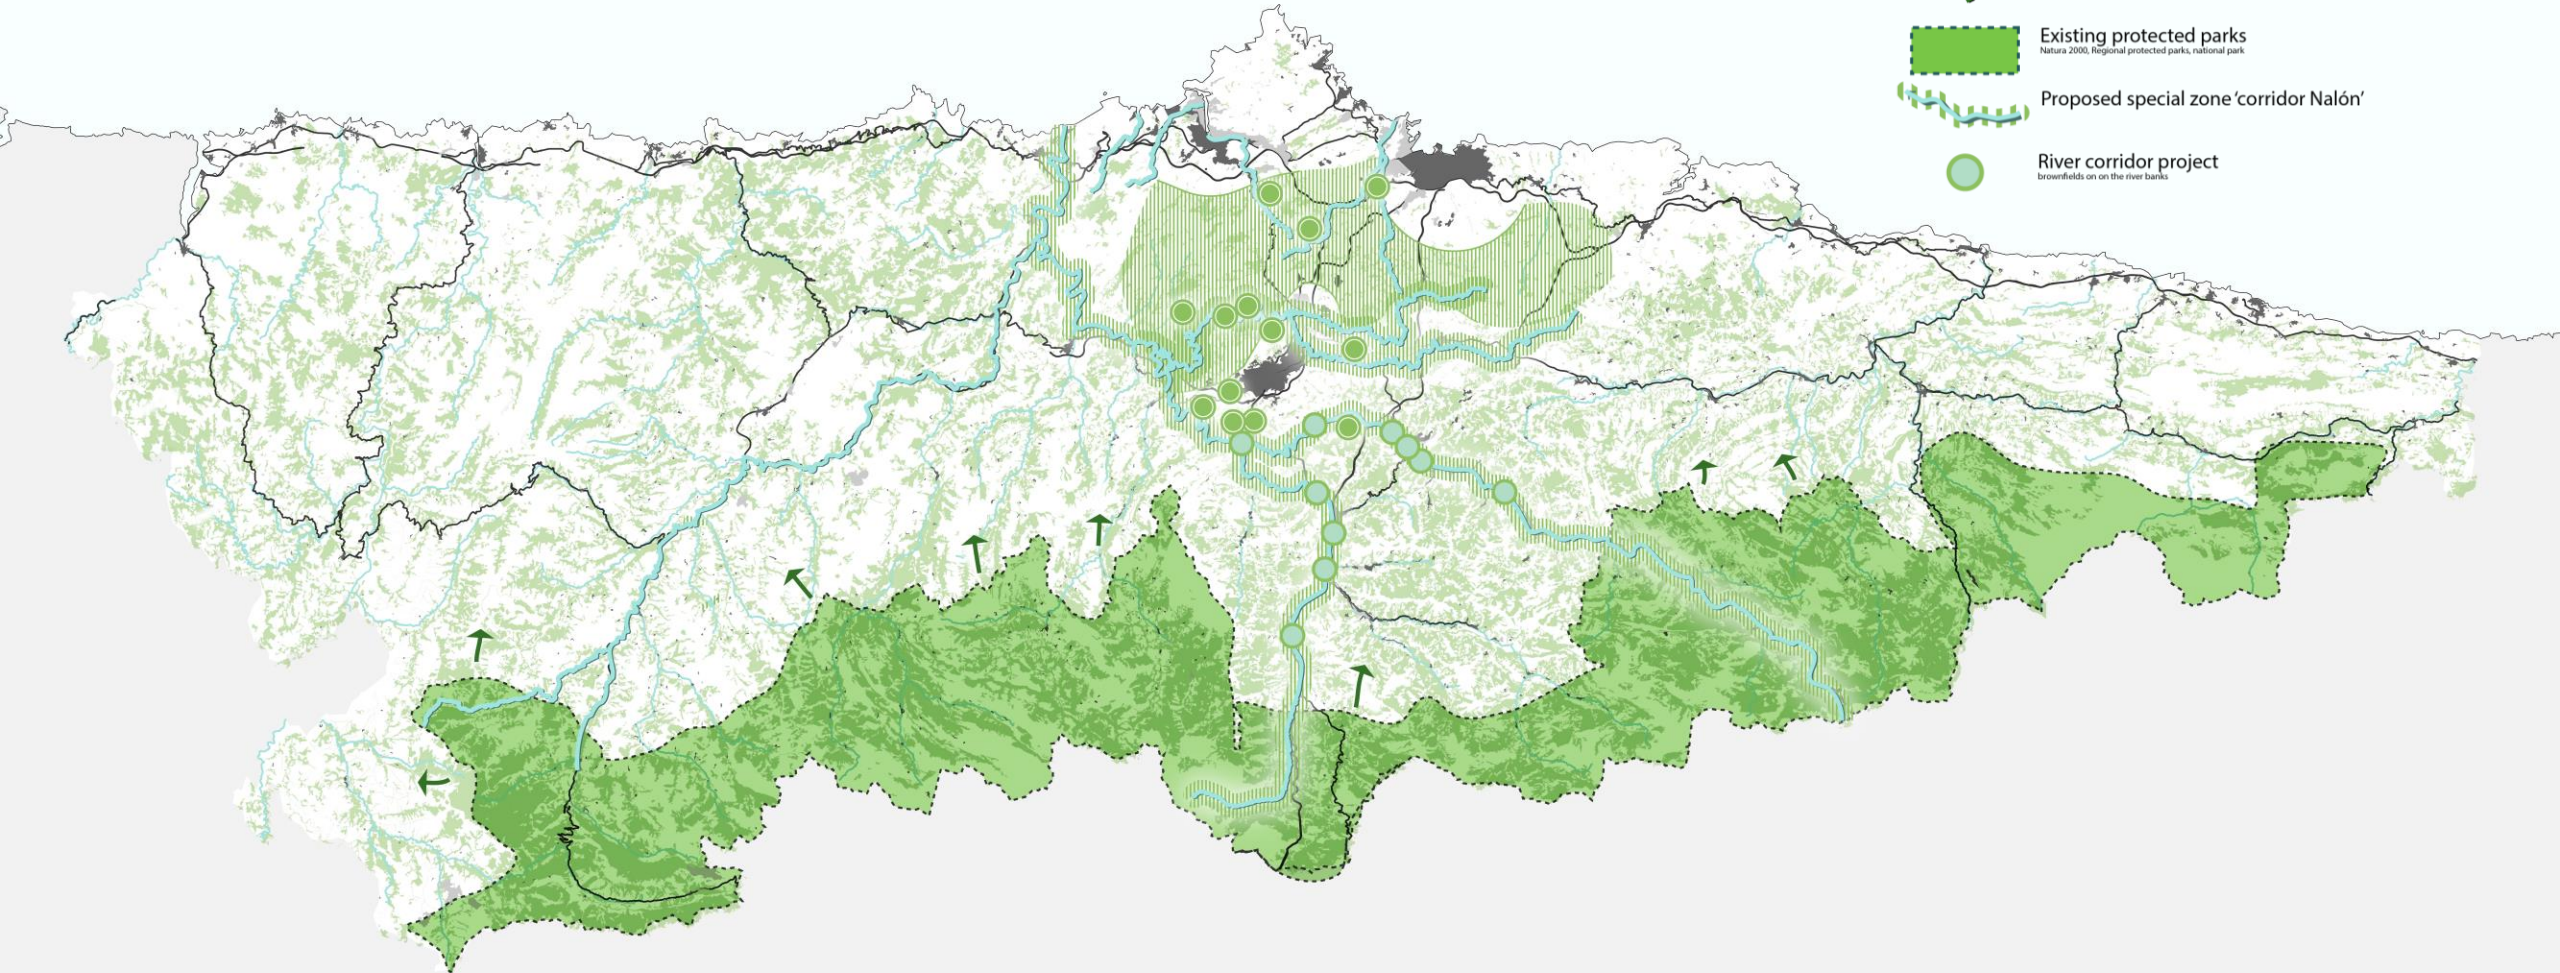 Existing protected parks
Natura 2000, Regional protected parks, national park
Proposed special zone 'corridor Nalón'
River corridor project
brownfields on on the river banks